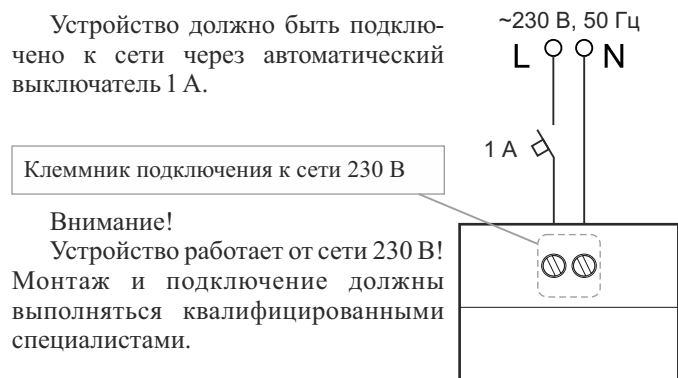 Устройство должно быть подклю-
чено к сети через автоматический
выключатель 1 А.
Клеммник подключения к сети 230 В
Внимание!
Устройство работает от сети 230 В!
Монтаж и подключение должны
выполняться квалифицированными
специалистами.
~230 В, 50 Гц
L N
1 А